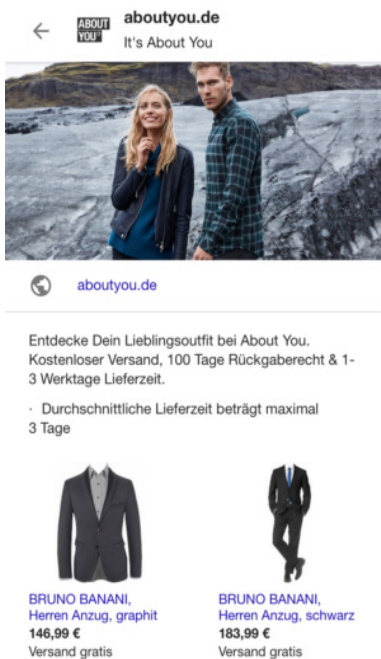 ABOUT
YOU°
aboutyou.de
It's About You
aboutyou.de
Entdecke Dein Lieblingsoutfit bei About You.
Kostenloser Versand, 100 Tage Rückgaberecht & 1-
3 Werktage Lieferzeit.
· Durchschnittliche Lieferzeit beträgt maximal
3 Tage
BRUNO BANANI,
Herren Anzug, graphit
146,99 €
Versand gratis
BRUNO BANANI,
Herren Anzug, schwarz
183,99 €
Versand gratis